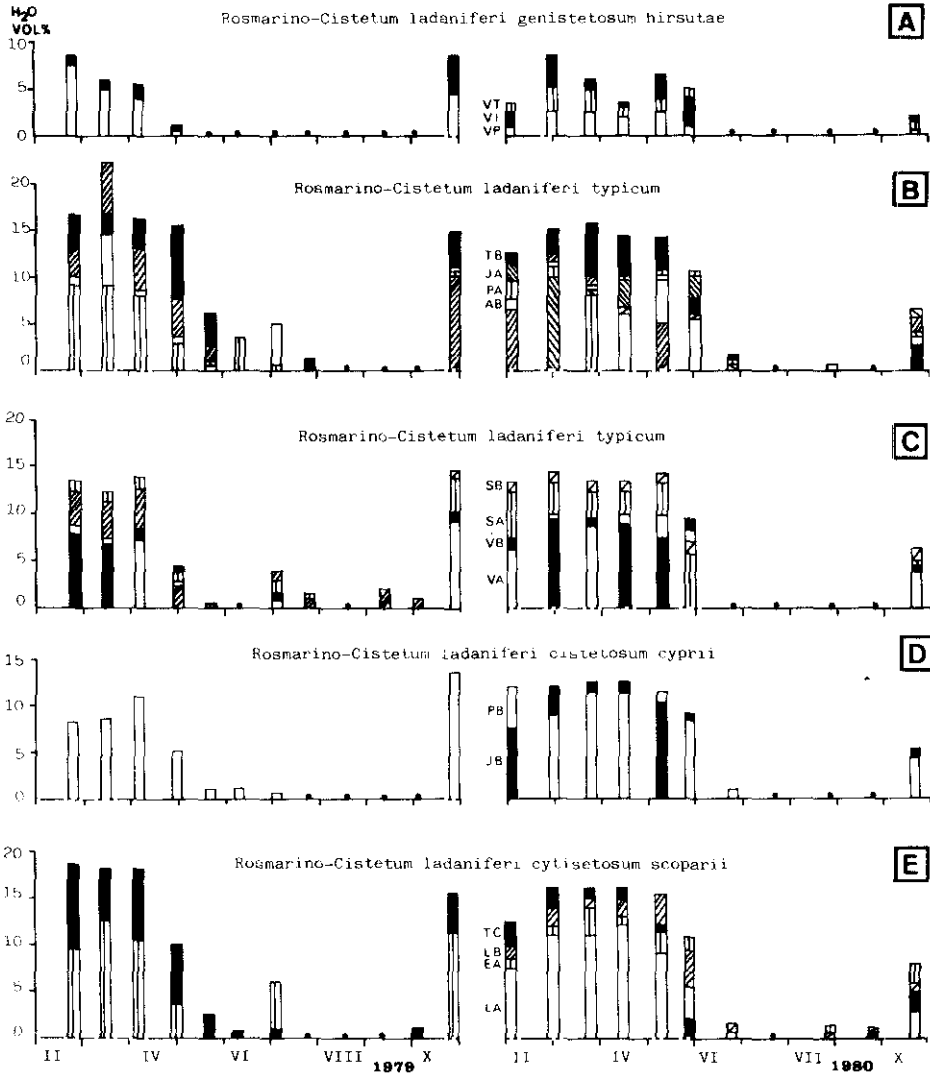 H2O
VOL%
Rosmarino-Cistetum ladaniferi genistetosum hirsutae
A
10
5
0
VT
VI
VP
Rosmarino-Cistetum ladaniferi typicum
B
20
15
10
5
0
TB
JA
PA
AB
Rosmarino-Cistetum ladaniferi typicum
C
20
15
10
5
0
SB
SA
VB
VA
Rosmarino-Cistetum ladaniferi cistetosum cyprii
D
15
10
5
0
PB
JB
Rosmarino-Cistetum ladaniferi cytisetosum scoparii
E
20
15
10
5
0
TC
LB
EA
LA
II IV VI VIII X II IV VI VII X
1979 1980